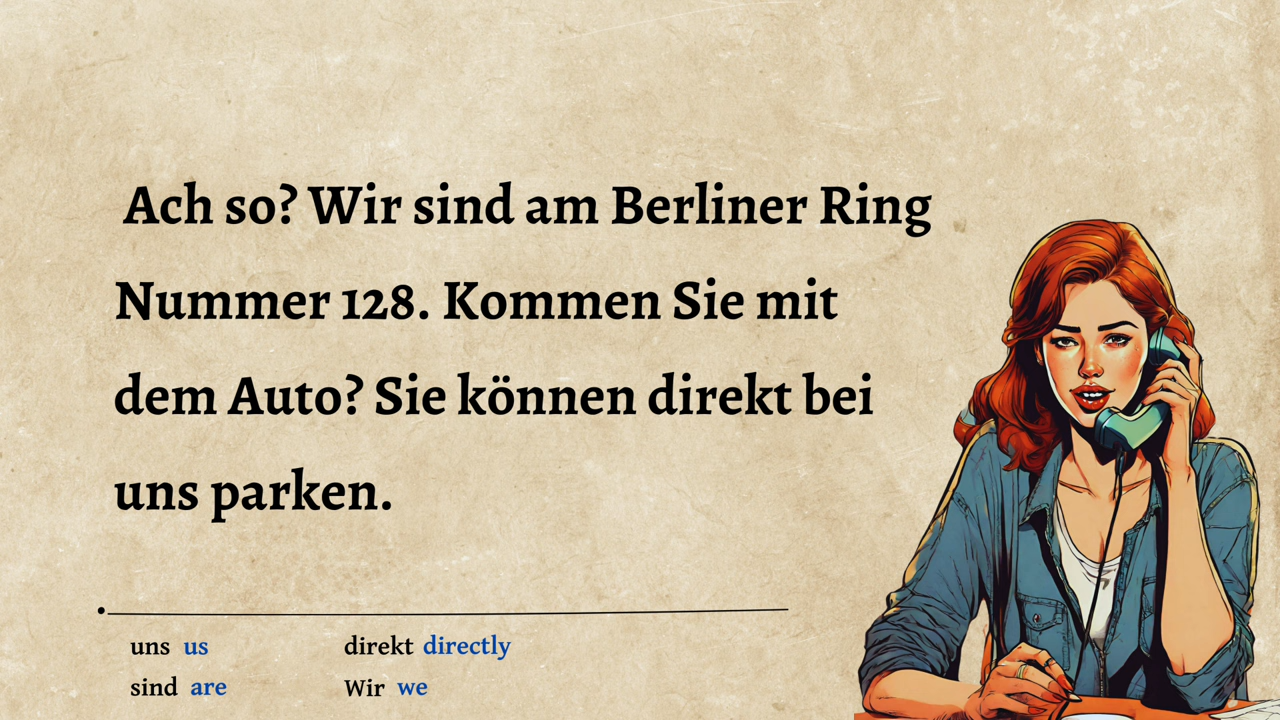 Ach so? Wir sind am Berliner Ring
Nummer 128. Kommen Sie mit
dem Auto? Sie können direkt bei
uns parken.
uns us direkt directly
sind are Wir we